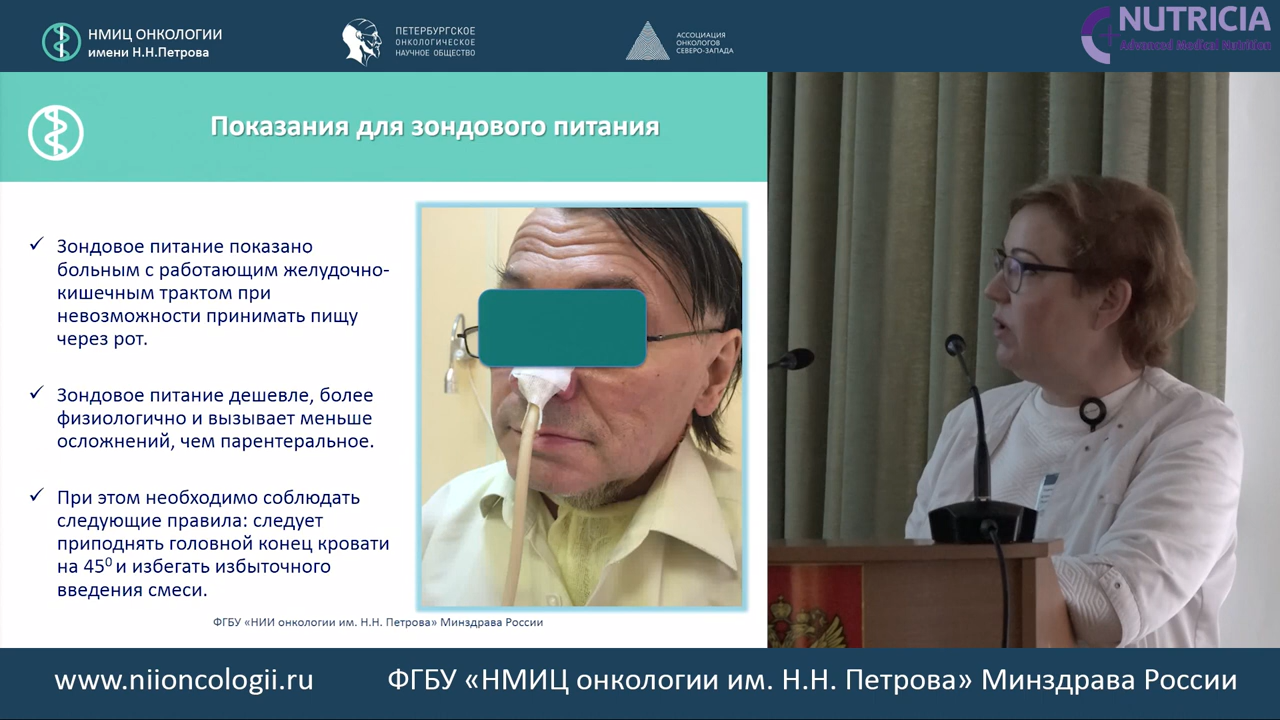 НМИЦ ОНКОЛОГИИ
имени Н.Н.Петрова
ПЕТЕРБУРГСКОЕ
ОНКОЛОГИЧЕСКОЕ
НАУЧНОЕ ОБЩЕСТВО
АССОЦИАЦИЯ
ОНКОЛОГОВ
СЕВЕРО-ЗАПАДА
NUTRICIA
Advanced Medical Nutrition
Показания для зондового питания
✓ Зондовое питание показано
больным с работающим желудочно-
кишечным трактом при
невозможности принимать пищу
через рот.
✓ Зондовое питание дешевле, более
физиологично и вызывает меньше
осложнений, чем парентеральное.
✓ При этом необходимо соблюдать
следующие правила: следует
приподнять головной конец кровати
на 45⁰ и избегать избыточного
введения смеси.
ФГБУ «НИИ онкологии им. Н.Н. Петрова» Минздрава России
www.niioncologii.ru
ФГБУ «НМИЦ онкологии им. Н.Н. Петрова» Минздрава России